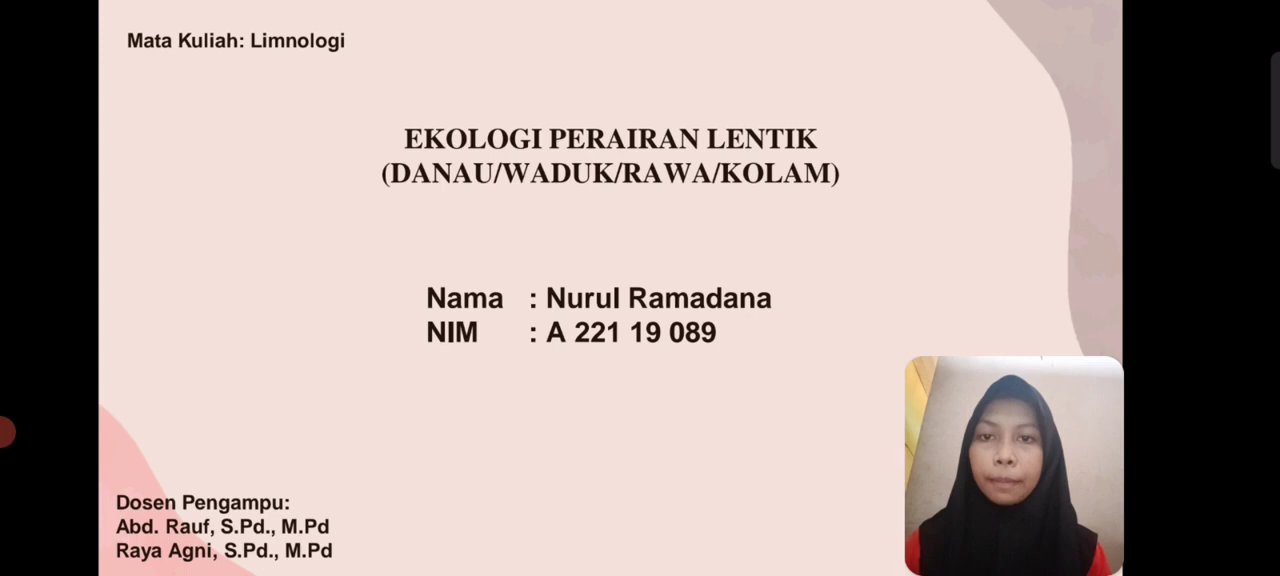 Mata Kuliah: Limnologi
EKOLOGI PERAIRAN LENTIK
(DANAU/WADUK/RAWA/KOLAM)
Nama : Nurul Ramadana
NIM : A 221 19 089
Dosen Pengampu:
Abd. Rauf, S.Pd., M.Pd
Raya Agni, S.Pd., M.Pd